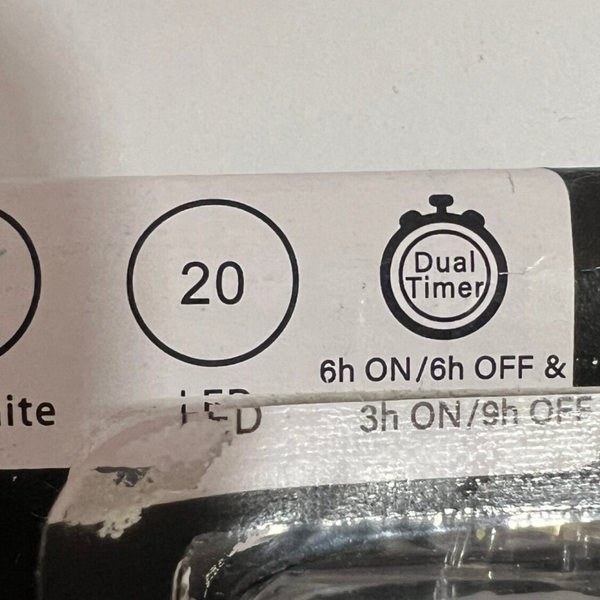 20
Dual
Timer
6h ON/6h OFF &
ite
LED
3h ON/9h OFF